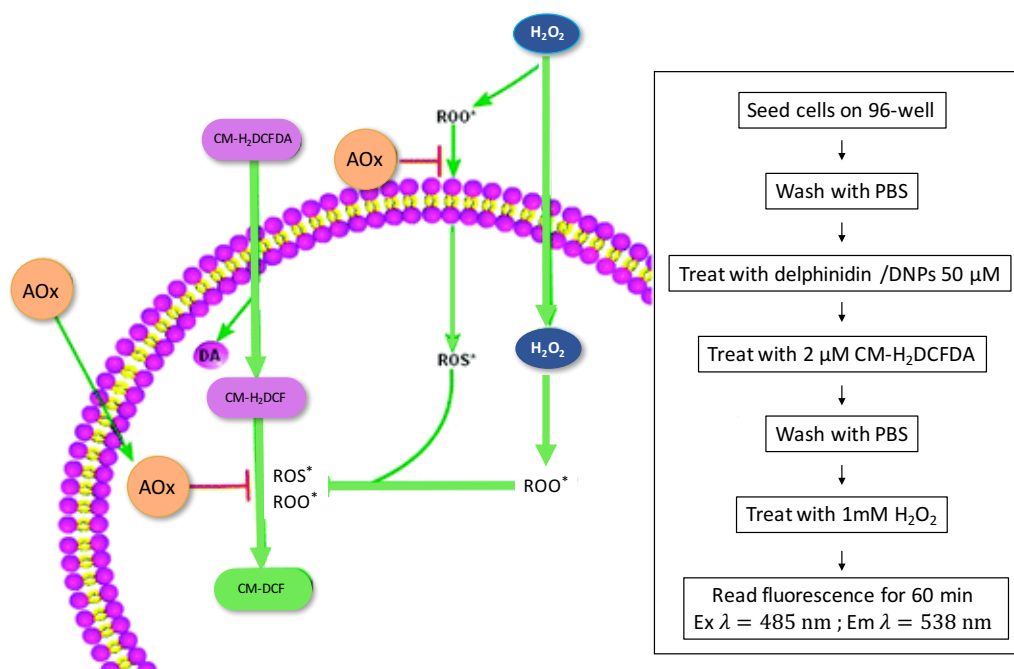 H₂O₂
ROO*
CM-H₂DCFDA
AOx
AOx
DA
H₂O₂
ROS*
CM-H₂DCF
AOx
ROS*
ROO*
ROO*
CM-DCF
Seed cells on 96-well
Wash with PBS
Treat with delphinidin /DNPs 50 µM
Treat with 2 µM CM-H₂DCFDA
Wash with PBS
Treat with 1mM H₂O₂
Read fluorescence for 60 min
Ex λ = 485 nm ; Em λ = 538 nm